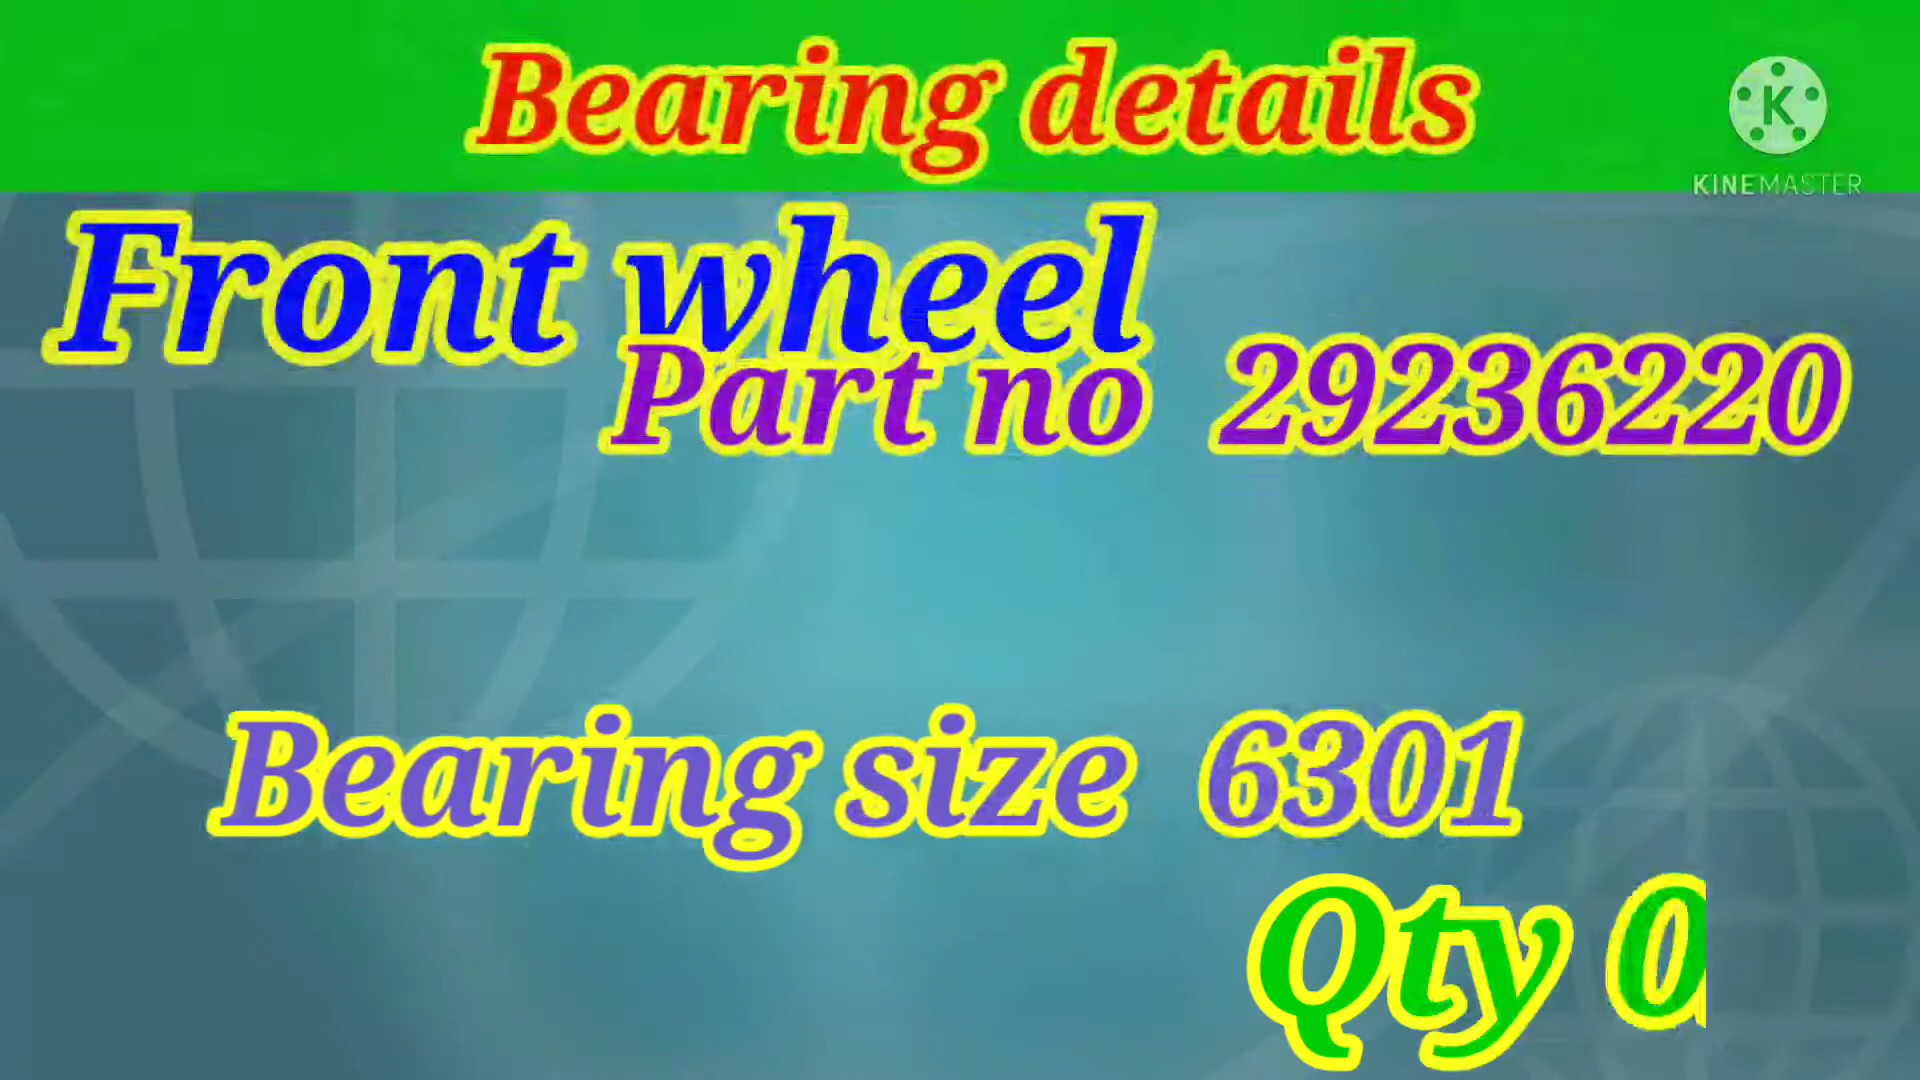 Bearing details
K
KINEMASTER
Front wheel
Part no 29236220
Bearing size 6301
Qty 0